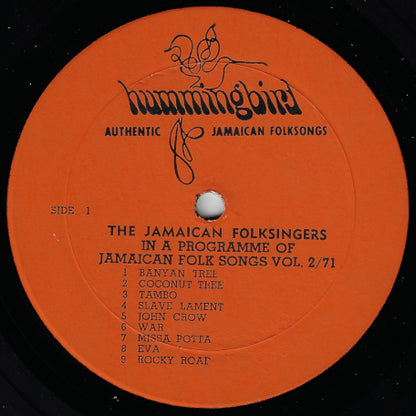 hummingbird
AUTHENTIC JAMAICAN FOLKSONGS
SIDE 1
THE JAMAICAN FOLKSINGERS
IN A PROGRAMME OF
JAMAICAN FOLK SONGS VOL. 2/71
1 BANYAN TREE
2 COCONUT TREE
3 TAMBO
4 SLAVE LAMENT
5 JOHN CROW
6 WAR
7 MISSA POTTA
8 EVA
9 ROCKY ROAD